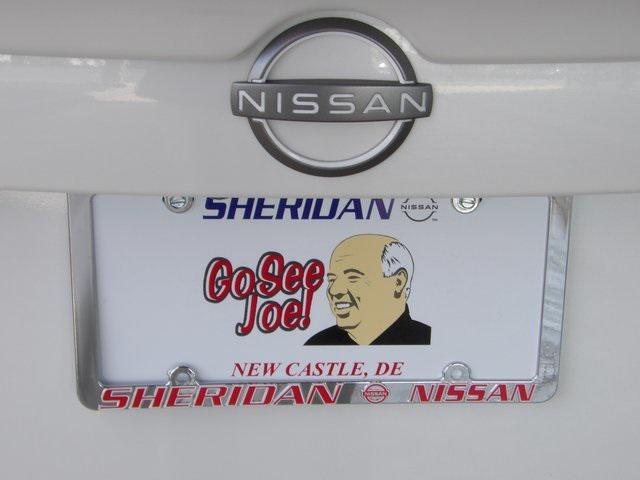 NISSAN
SHERIDAN NISSAN
Go See
Joe!
NEW CASTLE, DE
SHERIDAN NISSAN NISSAN